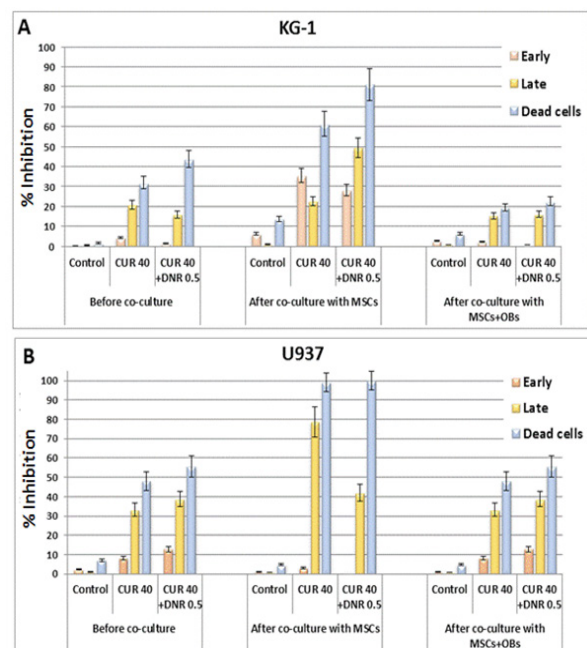 A
KG-1
% Inhibition
100
90
80
70
60
50
40
30
20
10
0
Early
Late
Dead cells
Control CUR 40 CUR 40 +DNR 0.5 Control CUR 40 CUR 40 +DNR 0.5 Control CUR 40 CUR 40 +DNR 0.5
Before co-culture After co-culture with MSCs After co-culture with
MSCs+OBs
B
U937
% Inhibition
100
90
80
70
60
50
40
30
20
10
0
Early
Late
Dead cells
Control CUR 40 CUR 40 +DNR 0.5 Control CUR 40 CUR 40 +DNR 0.5 Control CUR 40 CUR 40 +DNR 0.5
Before co-culture After co-culture with MSCs After co-culture with
MSCs+OBs